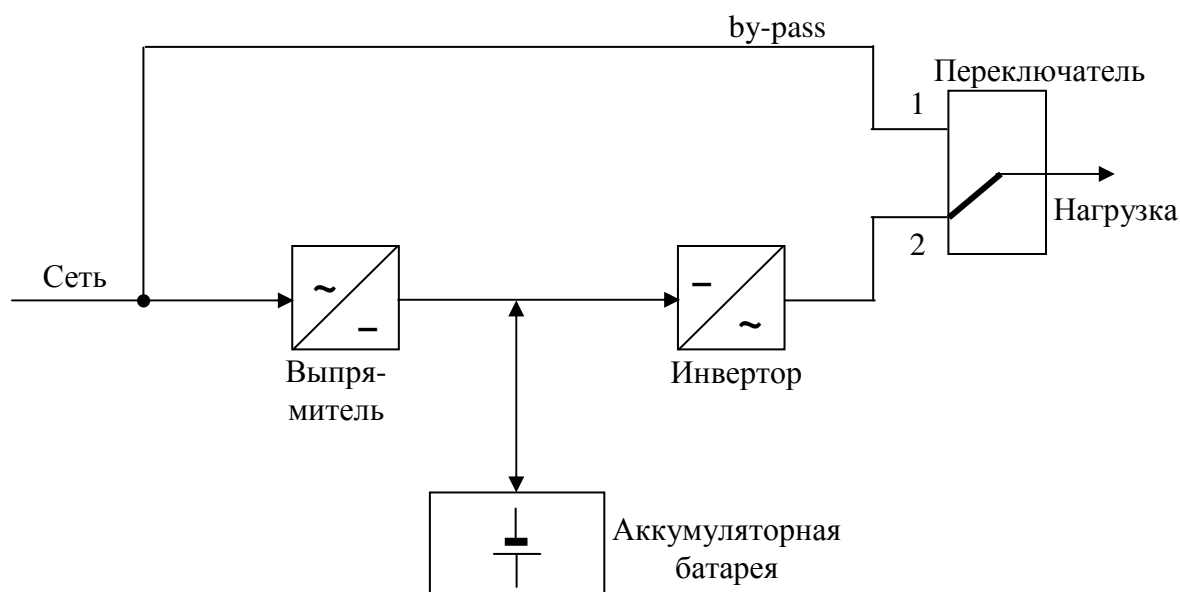 by-pass
Переключатель
1
Нагрузка
2
Сеть
~
–
–
~
Выпря-
митель
Инвертор
Аккумуляторная
батарея